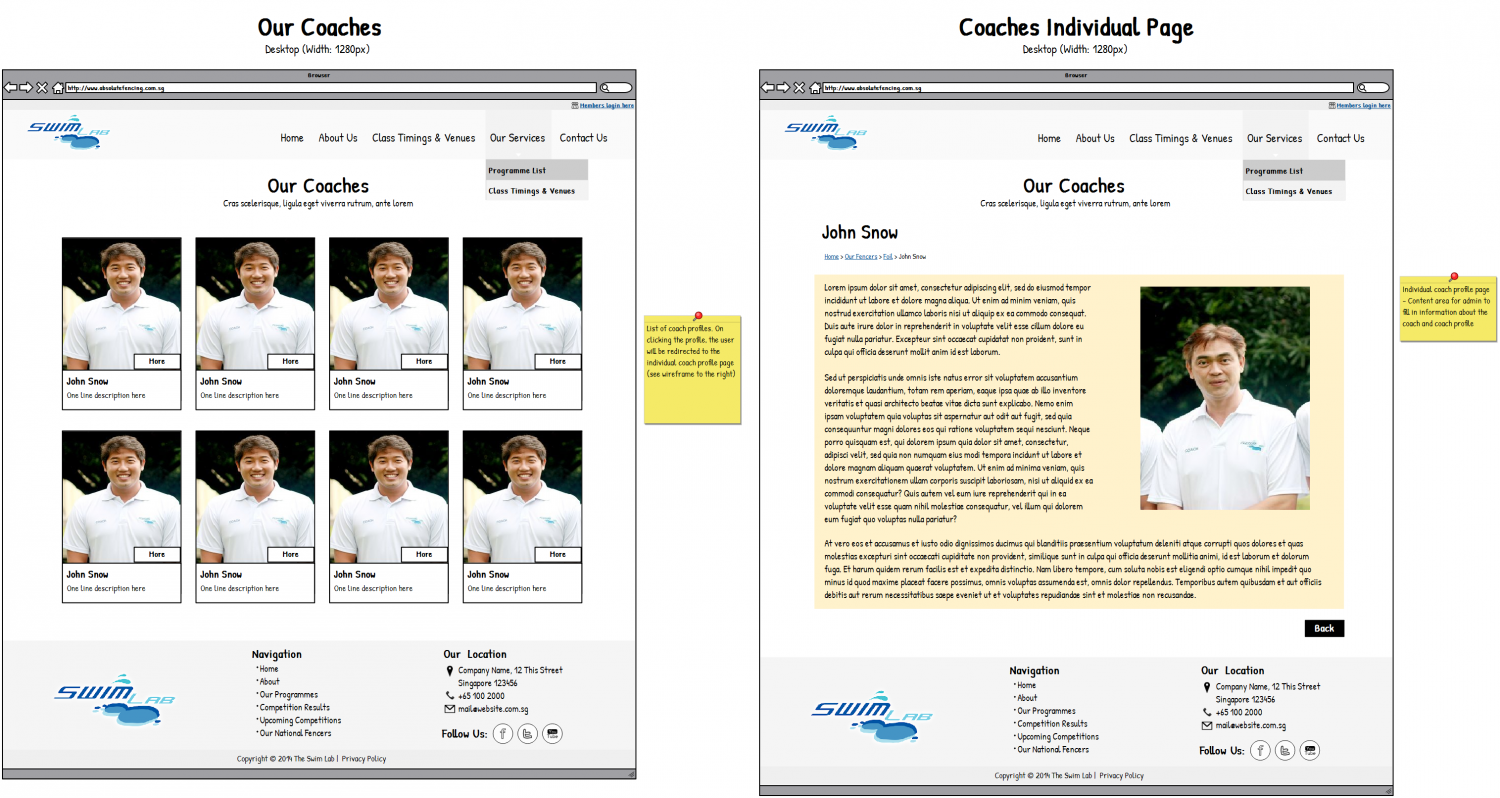 Our Coaches
Desktop (Width: 1280px)
Browser
http://www.absolutefencing.com.sg
Members login here
SWIM LAB
Home
About Us
Class Timings & Venues
Our Services
Contact Us
Programme List
Class Timings & Venues
Our Coaches
Cras scelerisque, ligula eget viverra rutrum, ante lorem
More
More
More
More
John Snow
John Snow
John Snow
John Snow
One line description here
One line description here
One line description here
One line description here
More
More
More
More
John Snow
John Snow
John Snow
John Snow
One line description here
One line description here
One line description here
One line description here
SWIM LAB
Navigation
• Home
• About
• Our Programmes
• Competition Results
• Upcoming Competitions
• Our National Fencers
Our Location
Company Name, 12 This Street
Singapore 123456
+65 100 2000
mail@website.com.sg
Follow Us:
Copyright © 2014 The Swim Lab | Privacy Policy
List of coach profiles. On
clicking the profile, the user
will be redirected to the
individual coach profile page
(see wireframe to the right)
Coaches Individual Page
Desktop (Width: 1280px)
Browser
http://www.absolutefencing.com.sg
Members login here
SWIM LAB
Home
About Us
Class Timings & Venues
Our Services
Contact Us
Programme List
Class Timings & Venues
Our Coaches
Cras scelerisque, ligula eget viverra rutrum, ante lorem
John Snow
Home > Our Fencers > Foil > John Snow
Lorem ipsum dolor sit amet, consectetur adipiscing elit, sed do eiusmod tempor
incididunt ut labore et dolore magna aliqua. Ut enim ad minim veniam, quis
nostrud exercitation ullamco laboris nisi ut aliquip ex ea commodo consequat.
Duis aute irure dolor in reprehenderit in voluptate velit esse cillum dolore eu
fugiat nulla pariatur. Excepteur sint occaecat cupidatat non proident, sunt in
culpa qui officia deserunt mollit anim id est laborum.
Sed ut perspiciatis unde omnis iste natus error sit voluptatem accusantium
doloremque laudantium, totam rem aperiam, eaque ipsa quae ab illo inventore
veritatis et quasi architecto beatae vitae dicta sunt explicabo. Nemo enim
ipsam voluptatem quia voluptas sit aspernatur aut odit aut fugit, sed quia
consequuntur magni dolores eos qui ratione voluptatem sequi nesciunt. Neque
porro quisquam est, qui dolorem ipsum quia dolor sit amet, consectetur,
adipisci velit, sed quia non numquam eius modi tempora incidunt ut labore et
dolore magnam aliquam quaerat voluptatem. Ut enim ad minima veniam, quis
nostrum exercitationem ullam corporis suscipit laboriosam, nisi ut aliquid ex ea
commodi consequatur? Quis autem vel eum iure reprehenderit qui in ea
voluptate velit esse quam nihil molestiae consequatur, vel illum qui dolorem
eum fugiat quo voluptas nulla pariatur?
At vero eos et accusamus et iusto odio dignissimos ducimus qui blanditiis praesentium voluptatum deleniti atque corrupti quos dolores et quas
molestias excepturi sint occaecati cupiditate non provident, similique sunt in culpa qui officia deserunt mollitia animi, id est laborum et dolorum
fuga. Et harum quidem rerum facilis est et expedita distinctio. Nam libero tempore, cum soluta nobis est eligendi optio cumque nihil impedit quo
minus id quod maxime placeat facere possimus, omnis voluptas assumenda est, omnis dolor repellendus. Temporibus autem quibusdam et aut officiis
debitis aut rerum necessitatibus saepe eveniet ut et voluptates repudiandae sint et molestiae non recusandae.
Back
SWIM LAB
Navigation
• Home
• About
• Our Programmes
• Competition Results
• Upcoming Competitions
• Our National Fencers
Our Location
Company Name, 12 This Street
Singapore 123456
+65 100 2000
mail@website.com.sg
Follow Us:
Copyright © 2014 The Swim Lab | Privacy Policy
Individual coach profile page
- Content area for admin to
fill in information about the
coach and coach profile